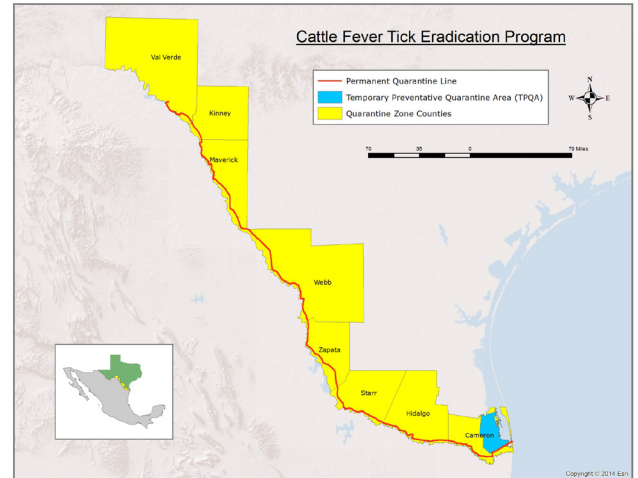 Cattle Fever Tick Eradication Program
Val Verde
Permanent Quarantine Line
Temporary Preventative Quarantine Area (TPQA)
Quarantine Zone Counties
N
W E
S
Kinney
70 35 0 70 Miles
Maverick
Webb
Zapata
Starr
Hidalgo
Cameron
Copyright © 2014 Esri